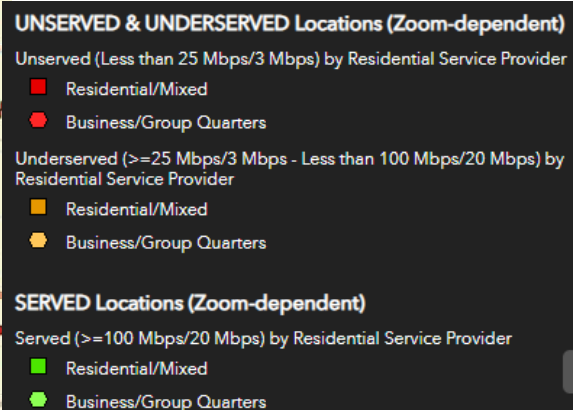 UNSERVED & UNDERSERVED Locations (Zoom-dependent)
Unserved (Less than 25 Mbps/3 Mbps) by Residential Service Provider
Residential/Mixed
Business/Group Quarters
Underserved (>=25 Mbps/3 Mbps - Less than 100 Mbps/20 Mbps) by
Residential Service Provider
Residential/Mixed
Business/Group Quarters
SERVED Locations (Zoom-dependent)
Served (>=100 Mbps/20 Mbps) by Residential Service Provider
Residential/Mixed
Business/Group Quarters